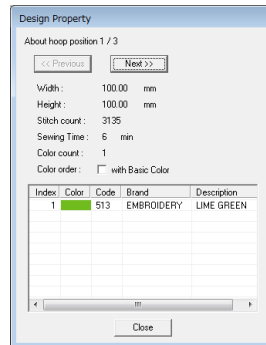 Design Property
About hoop position 1 / 3
<< Previous Next >>
Width : 100.00 mm
Height : 100.00 mm
Stitch count : 3135
Sewing Time : 6 min
Color count : 1
Color order : with Basic Color
Index Color Code Brand Description
1 513 EMBROIDERY LIME GREEN
Close